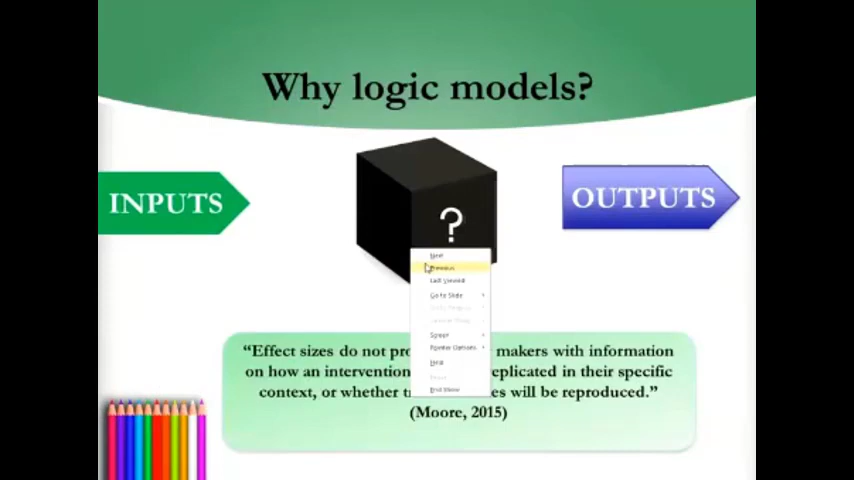 Why logic models?
INPUTS
OUTPUTS
?
Next
Previous
Last Viewed
Go to Slide
Screen
Pointer Options
Help
End Show
“Effect sizes do not pro makers with information
on how an intervention eplicated in their specific
context, or whether t es will be reproduced.”
(Moore, 2015)